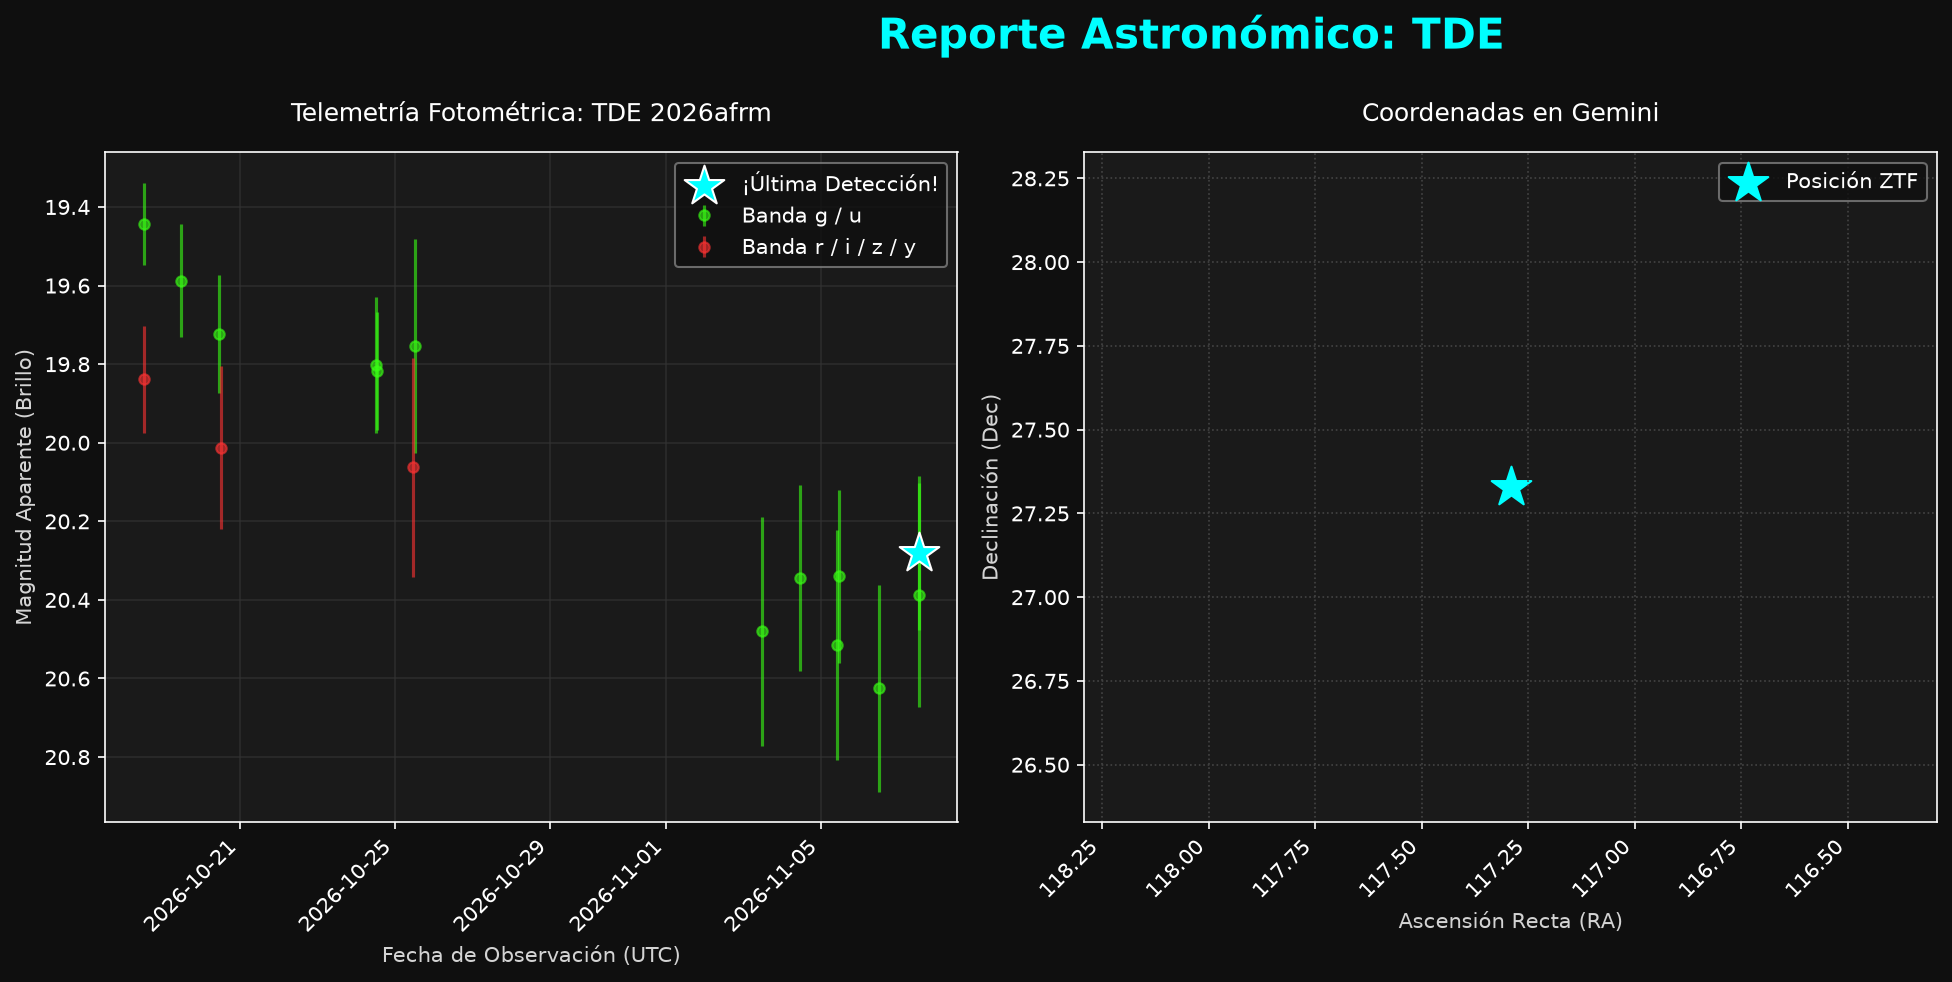 Reporte Astronómico: TDE
Telemetría Fotométrica: TDE 2026afrm
¡Última Detección!
Banda g / u
Banda r / i / z / y
Magnitud Aparente (Brillo)
19.4
19.6
19.8
20.0
20.2
20.4
20.6
20.8
2026-10-21
2026-10-25
2026-10-29
2026-11-01
2026-11-05
Fecha de Observación (UTC)
Coordenadas en Gemini
Posición ZTF
Declinación (Dec)
28.25
28.00
27.75
27.50
27.25
27.00
26.75
26.50
118.25
118.00
117.75
117.50
117.25
117.00
116.75
116.50
Ascensión Recta (RA)